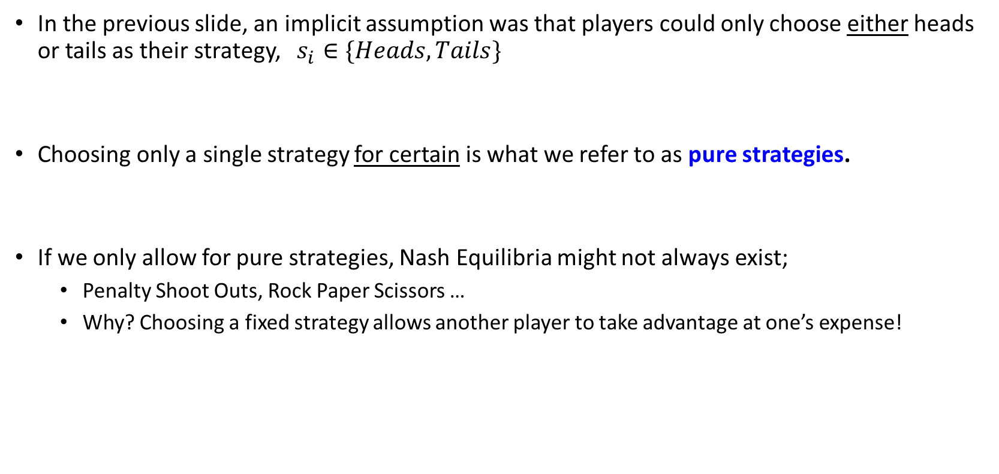 • In the previous slide, an implicit assumption was that players could only choose either heads
or tails as their strategy, s_i ∈ {Heads, Tails}
• Choosing only a single strategy for certain is what we refer to as pure strategies.
• If we only allow for pure strategies, Nash Equilibria might not always exist;
• Penalty Shoot Outs, Rock Paper Scissors ...
• Why? Choosing a fixed strategy allows another player to take advantage at one’s expense!